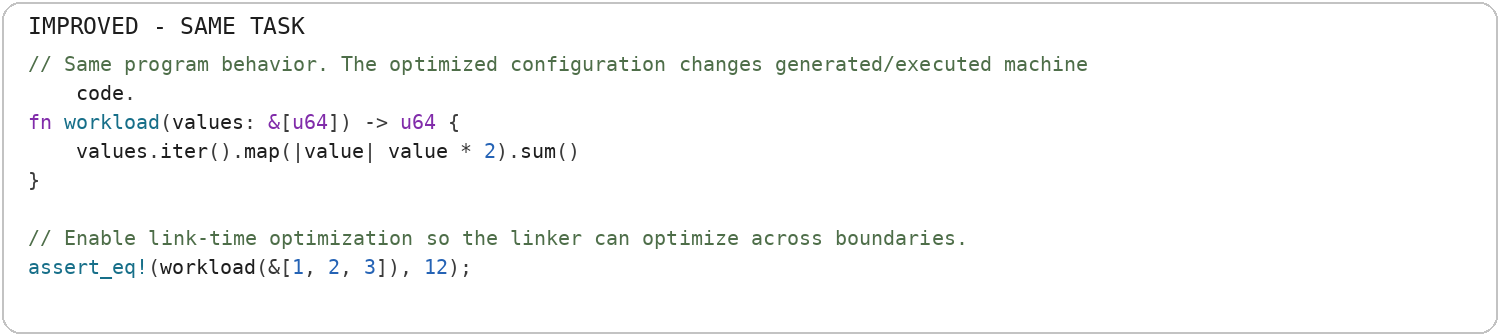 IMPROVED - SAME TASK
// Same program behavior. The optimized configuration changes generated/executed machine
    code.
fn workload(values: &[u64]) -> u64 {
    values.iter().map(|value| value * 2).sum()
}

// Enable link-time optimization so the linker can optimize across boundaries.
assert_eq!(workload(&[1, 2, 3]), 12);